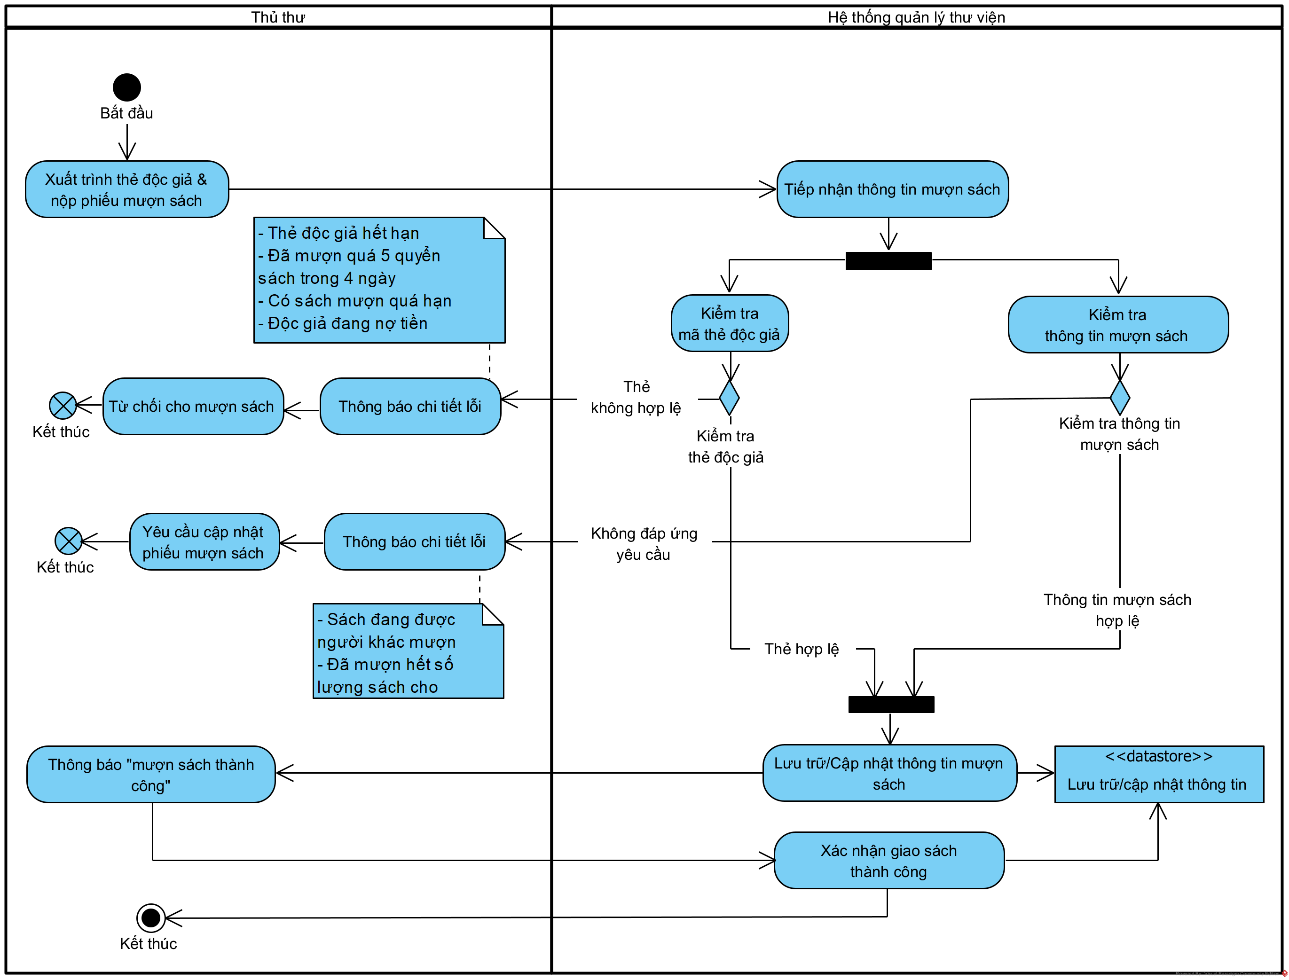 Thủ thư
Hệ thống quản lý thư viện
Bắt đầu
Xuất trình thẻ độc giả &
nộp phiếu mượn sách
Tiếp nhận thông tin mượn sách
- Thẻ độc giả hết hạn
- Đã mượn quá 5 quyển
sách trong 4 ngày
- Có sách mượn quá hạn
- Độc giả đang nợ tiền
Kiểm tra
mã thẻ độc giả
Kiểm tra
thông tin mượn sách
Kết thúc
Từ chối cho mượn sách
Thông báo chi tiết lỗi
Thẻ
không hợp lệ
Kiểm tra
thẻ độc giả
Kiểm tra thông tin
mượn sách
Kết thúc
Yêu cầu cập nhật
phiếu mượn sách
Thông báo chi tiết lỗi
Không đáp ứng
yêu cầu
- Sách đang được
người khác mượn
- Đã mượn hết số
lượng sách cho
Thông tin mượn sách
hợp lệ
Thẻ hợp lệ
Thông báo "mượn sách thành
công"
Lưu trữ/Cập nhật thông tin mượn
sách
<<datastore>>
Lưu trữ/cập nhật thông tin
Xác nhận giao sách
thành công
Kết thúc